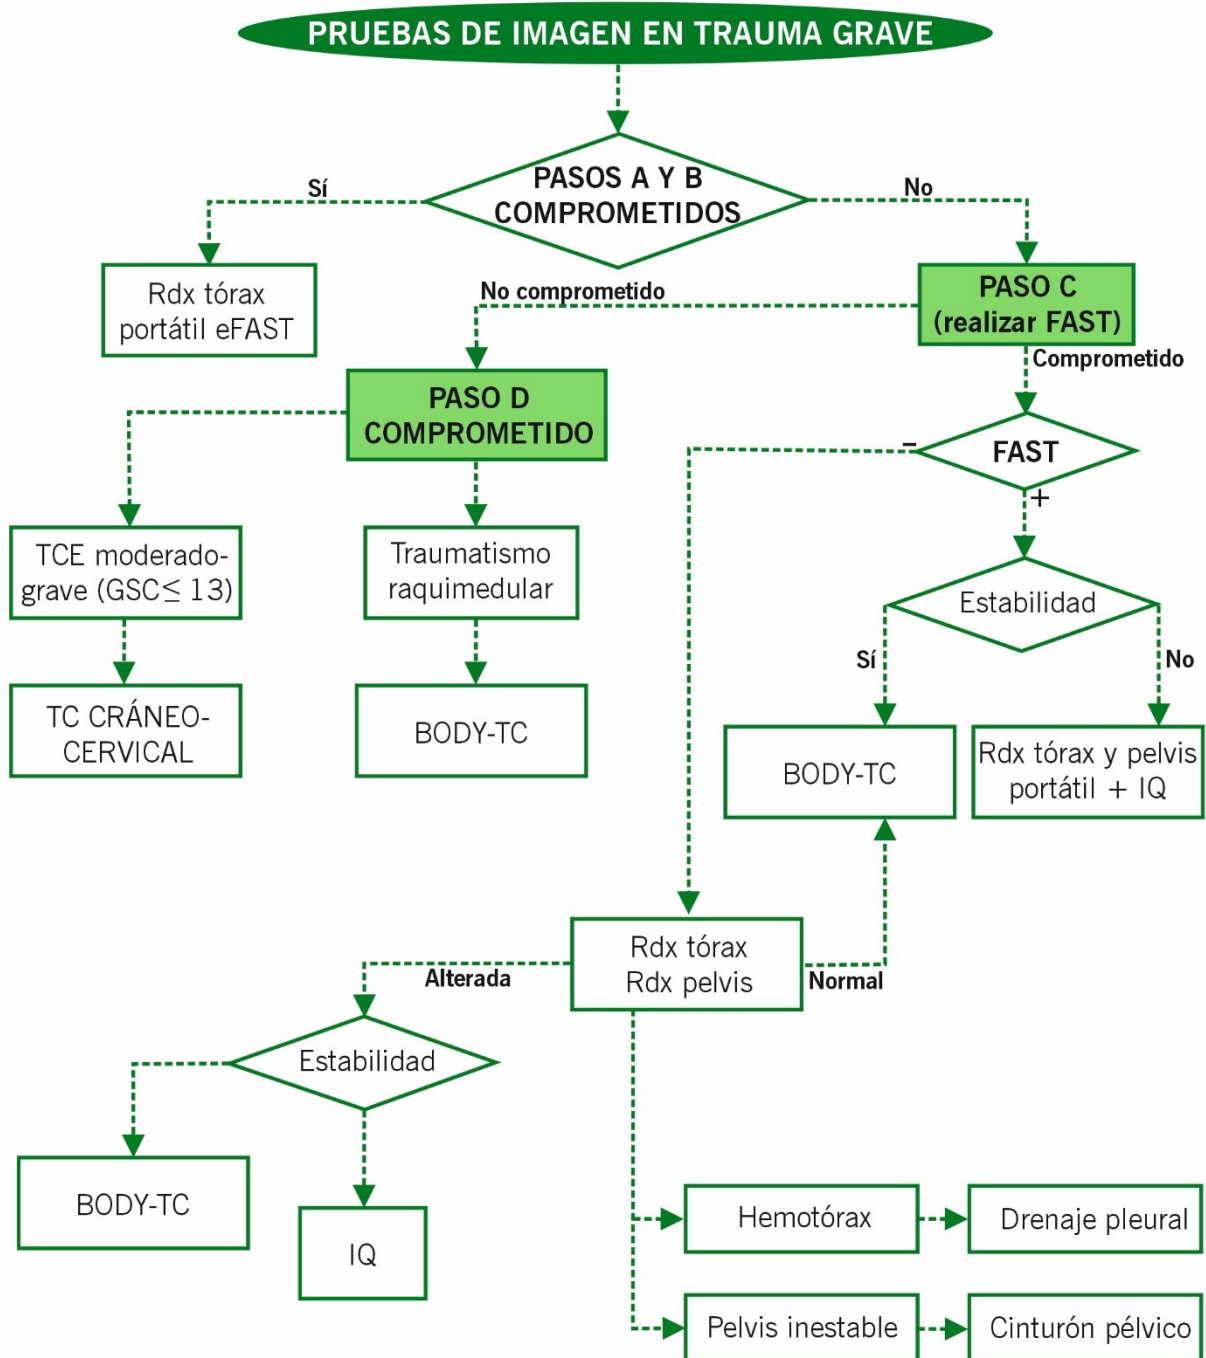 PRUEBAS DE IMAGEN EN TRAUMA GRAVE
PASOS A Y B
COMPROMETIDOS
Sí
No
Rdx tórax
portátil eFAST
PASO C
(realizar FAST)
No comprometido
Comprometido
PASO D
COMPROMETIDO
FAST
–
+
TCE moderado-
grave (GSC≤ 13)
Traumatismo
raquimedular
Estabilidad
Sí
No
TC CRÁNEO-
CERVICAL
BODY-TC
BODY-TC
Rdx tórax y pelvis
portátil + IQ
Rdx tórax
Rdx pelvis
Alterada
Normal
Estabilidad
BODY-TC
IQ
Hemotórax
Drenaje pleural
Pelvis inestable
Cinturón pélvico